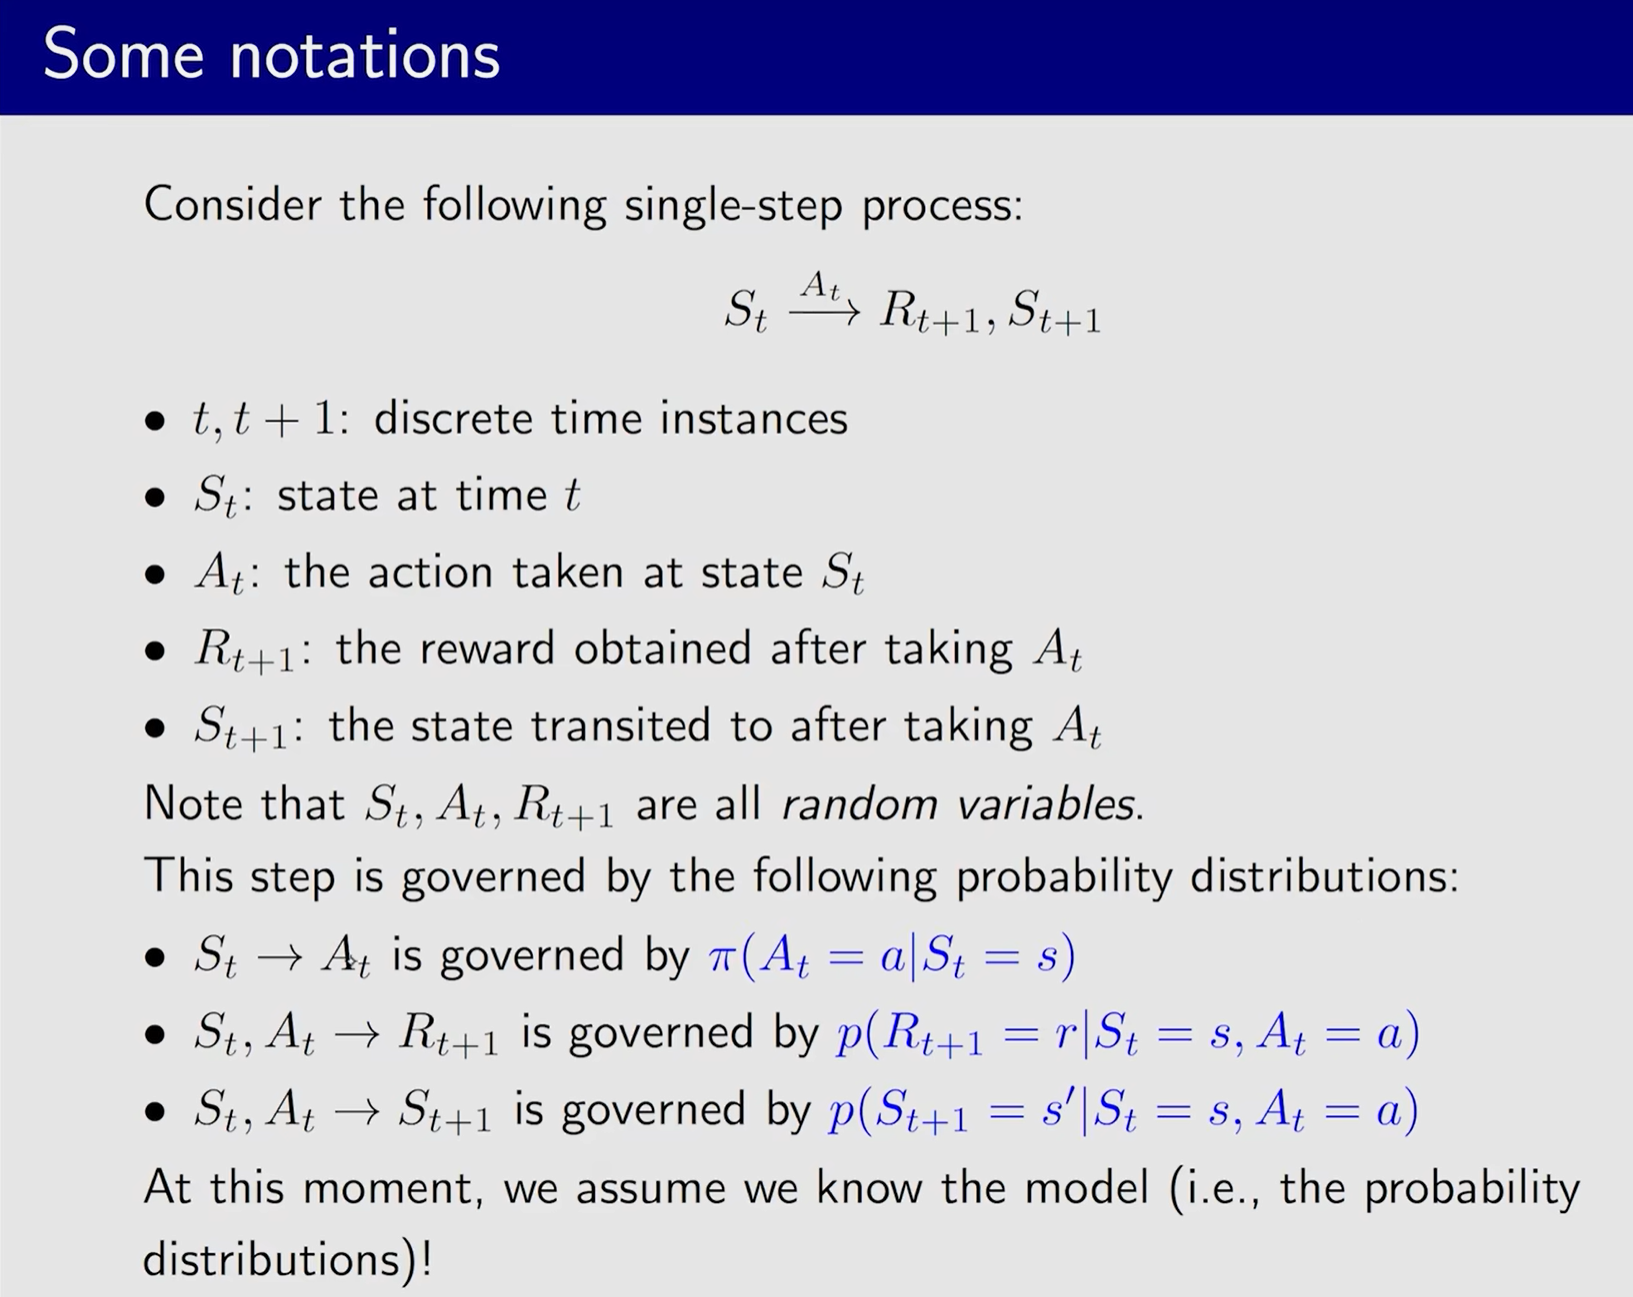 Some notations
Consider the following single-step process:
S_t \xrightarrow{A_t} R_{t+1}, S_{t+1}
• t, t + 1: discrete time instances
• S_t: state at time t
• A_t: the action taken at state S_t
• R_{t+1}: the reward obtained after taking A_t
• S_{t+1}: the state transited to after taking A_t
Note that S_t, A_t, R_{t+1} are all random variables.
This step is governed by the following probability distributions:
• S_t → A_t is governed by π(A_t = a|S_t = s)
• S_t, A_t → R_{t+1} is governed by p(R_{t+1} = r|S_t = s, A_t = a)
• S_t, A_t → S_{t+1} is governed by p(S_{t+1} = s′|S_t = s, A_t = a)
At this moment, we assume we know the model (i.e., the probability
distributions)!